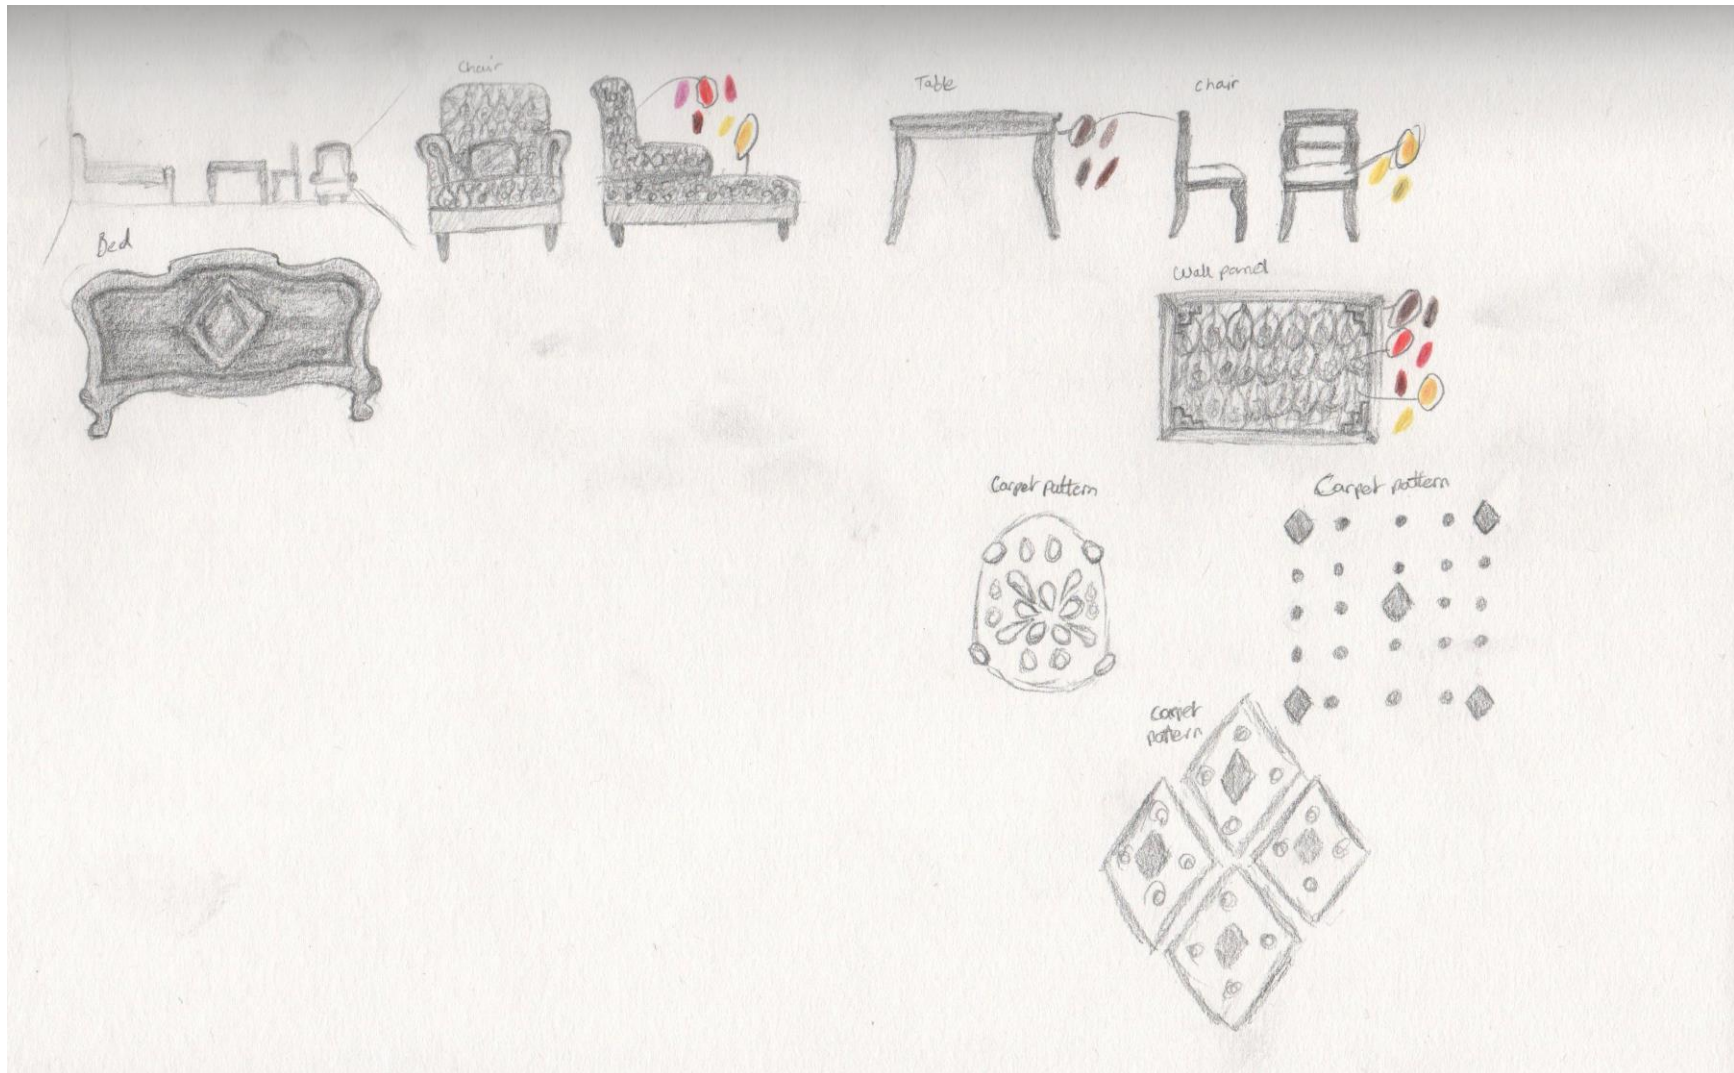 Chair
Table
chair
Bed
Wall panel
Carpet pattern
Carpet pattern
Carpet
pattern